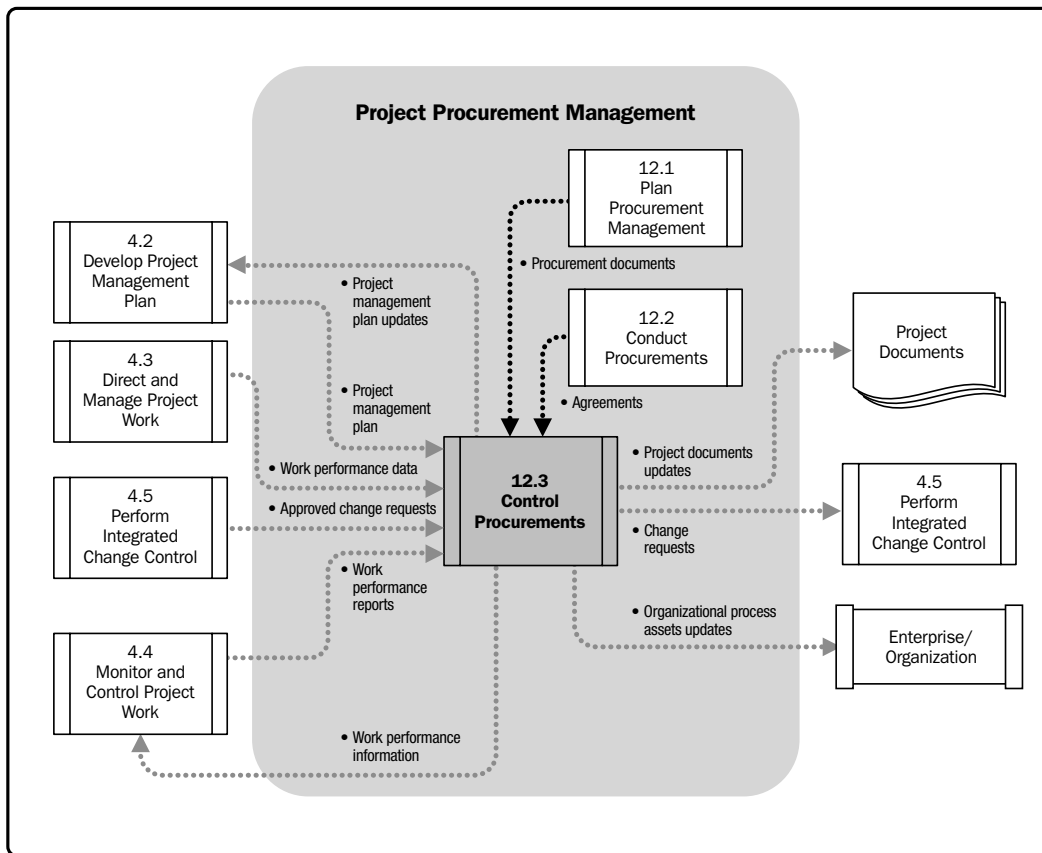 Project Procurement Management
12.1
Plan
Procurement
Management
4.2
Develop Project
Management
Plan
• Procurement documents
• Project
management
plan updates
12.2
Conduct
Procurements
Project
Documents
4.3
Direct and
Manage Project
Work
• Project
management
plan
• Agreements
• Work performance data
• Project documents
updates
12.3
Control
Procurements
4.5
Perform
Integrated
Change Control
• Approved change requests
4.5
Perform
Integrated
Change Control
• Change
requests
• Work
performance
reports
• Organizational process
assets updates
Enterprise/
Organization
4.4
Monitor and
Control Project
Work
• Work performance
information